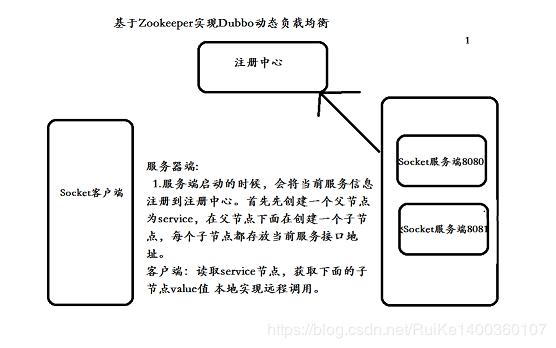 基于Zookeeper实现Dubbo动态负载均衡
1
注册中心
Socket服务端8080
Socket服务端8081
Socket客户端
服务器端:
1.服务端启动的时候，会将当前服务信息
注册到注册中心。首先先创建一个父节点
为service，在父节点下面在创建一个子节
点，每个子节点都存放当前服务接口地
址。
客户端：读取service节点，获取下面的子
节点value值 本地实现远程调用。
https://blog.csdn.net/RuiKe1400360107